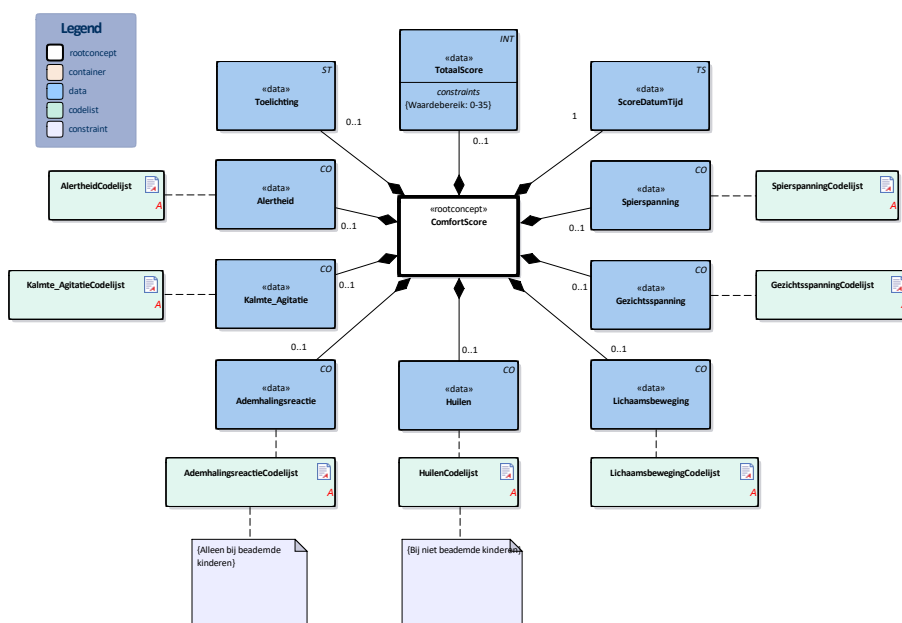 Legend
rootconcept
container
data
codelist
constraint
ST
«data»
Toelichting
0..1
INT
«data»
TotaalScore
constraints
{Waardebereik: 0-35}
0..1
TS
«data»
ScoreDatumTijd
1
AlertheidCodelijst
A
CO
«data»
Alertheid
0..1
«rootconcept»
ComfortScore
CO
«data»
Spierspanning
0..1
SpierspanningCodelijst
A
Kalmte_AgitatieCodelijst
A
CO
«data»
Kalmte_Agitatie
0..1
CO
«data»
Gezichtsspanning
0..1
GezichtsspanningCodelijst
A
CO
«data»
Ademhalingsreactie
0..1
CO
«data»
Huilen
0..1
CO
«data»
Lichaamsbeweging
0..1
AdemhalingsreactieCodelijst
A
HuilenCodelijst
A
LichaamsbewegingCodelijst
A
{Alleen bij beademde
kinderen}
{Bij niet beademde kinderen}